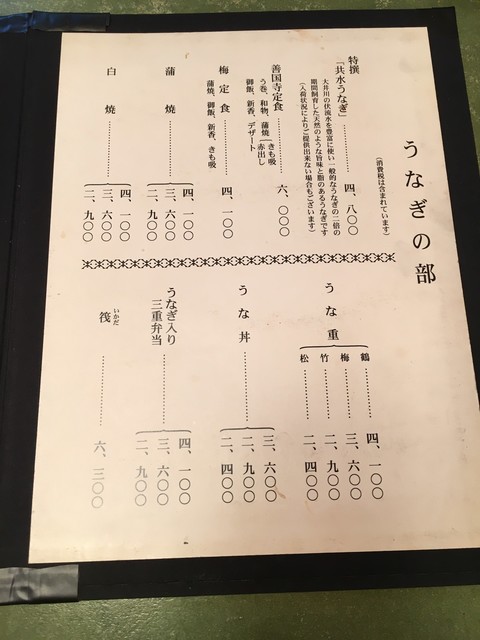 うなぎの部
（消費税は含まれています）
特撰
「共水うなぎ」………… 四、八〇〇
大井川の伏流水を豊富に使い一般的なうなぎの二倍の
期間飼育した天然のような旨味と脂のあるうなぎです
（入荷状況によりご提供出来ない場合もございます）
善国寺定食………… 六、〇〇〇
う巻、和物、蒲焼（きも吸 赤出し
御飯、新香、デザート
梅定食………… 四、一〇〇
蒲焼、御飯、新香、きも吸
蒲焼………… 四、一〇〇
三、六〇〇
二、九〇〇
白焼………… 四、一〇〇
三、六〇〇
二、九〇〇
うな重
鶴………… 四、一〇〇
梅………… 三、六〇〇
竹………… 二、九〇〇
松………… 二、四〇〇
うな丼………… 三、六〇〇
二、九〇〇
二、四〇〇
うなぎ入り
三重弁当………… 四、一〇〇
三、六〇〇
二、九〇〇
筏
いかだ
………… 六、三〇〇